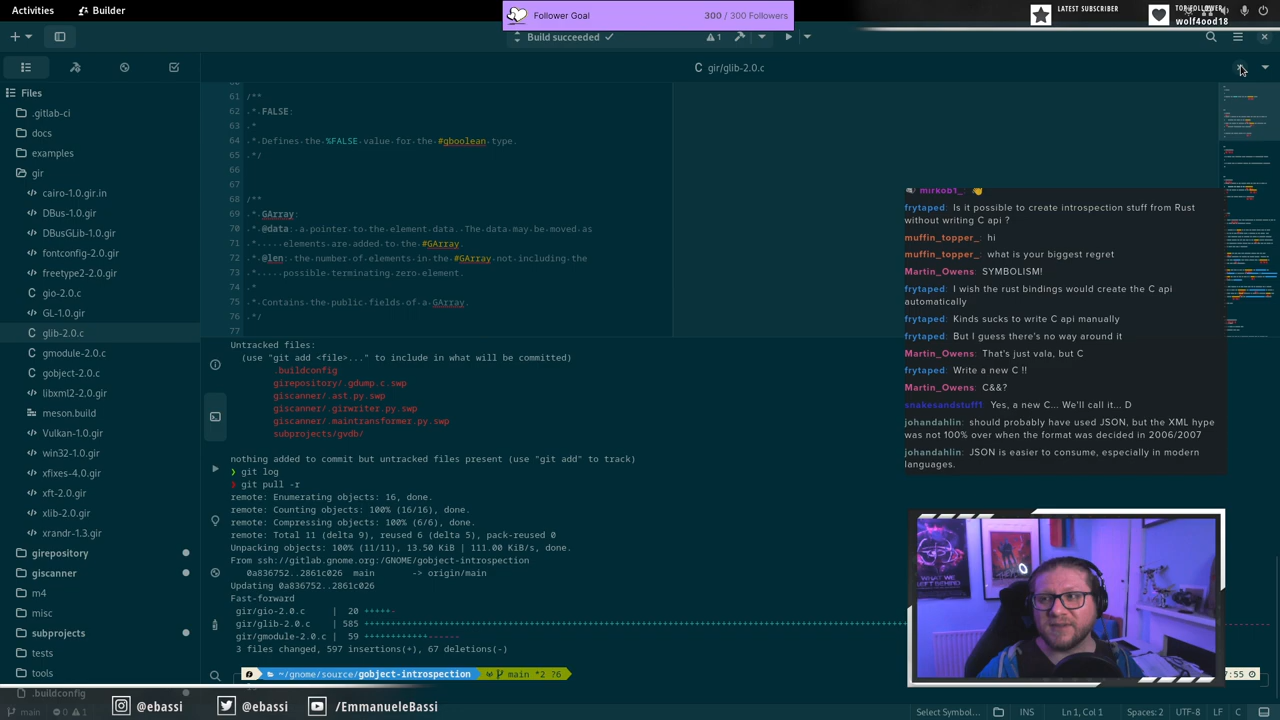 Activities
Builder
Follower Goal
300 / 300 Followers
LATEST SUBSCRIBER
TOP FOLLOWER
wolf4ood18
Build succeeded ✓
1
C gir/glib-2.0.c
Files
.gitlab-ci
docs
examples
gir
cairo-1.0.gir.in
DBus-1.0.gir
DBusGLib-1.0.gir
fontconfig-2.0.gir
freetype2-2.0.gir
C gio-2.0.c
GL-1.0.gir
C glib-2.0.c
C gmodule-2.0.c
C gobject-2.0.c
libxml2-2.0.gir
meson.build
Vulkan-1.0.gir
win32-1.0.gir
xfixes-4.0.gir
xft-2.0.gir
xlib-2.0.gir
xrandr-1.3.gir
girepository
giscanner
m4
misc
subprojects
tests
tools
.buildconfig
61 /**
62 * FALSE:
63 *
64 * Defines the %FALSE value for the #gboolean type.
65 */
66
67
68 /**
69 * GArray:
70 * @data: a pointer to the element data. The data may be moved as
71 *     elements are added to the #GArray.
72 * @len: the number of elements in the #GArray not including the
73 *     possible terminating zero element.
74 *
75 * Contains the public fields of a GArray.
76 */
77
Untracked files:
(use "git add <file>..." to include in what will be committed)
.buildconfig
girepository/.gdump.c.swp
giscanner/.ast.py.swp
giscanner/.girwriter.py.swp
giscanner/.maintransformer.py.swp
subprojects/gvdb/
nothing added to commit but untracked files present (use "git add" to track)
❯ git log
❯ git pull -r
remote: Enumerating objects: 16, done.
remote: Counting objects: 100% (16/16), done.
remote: Compressing objects: 100% (6/6), done.
remote: Total 11 (delta 9), reused 6 (delta 5), pack-reused 0
Unpacking objects: 100% (11/11), 13.50 KiB | 111.00 KiB/s, done.
From ssh://gitlab.gnome.org:/GNOME/gobject-introspection
0a836752..2861c026  main       -> origin/main
Updating 0a836752..2861c026
Fast-forward
gir/gio-2.0.c     |  20 +++++-
gir/glib-2.0.c    | 585 ++++++++++++++++++++++++++++++++++++++++
gir/gmodule-2.0.c |  59 ++++++++++++------
3 files changed, 597 insertions(+), 67 deletions(-)
~/gnome/source/gobject-introspection
main *2 ?6
7:55
mirkob1_:
frytaped: Is it possible to create introspection stuff from Rust
without writing C api ?
muffin_topper_: hi
muffin_topper_: what is your biggest regret
Martin_Owens: SYMBOLISM!
frytaped: I wish the rust bindings would create the C api
automatically
frytaped: Kinds sucks to write C api manually
frytaped: But I guess there's no way around it
Martin_Owens: That's just vala, but C
frytaped: Write a new C !!
Martin_Owens: C&&?
snakesandstuff1: Yes, a new C... We'll call it... D
johandahlin: should probably have used JSON, but the XML hype
was not 100% over when the format was decided in 2006/2007
johandahlin: JSON is easier to consume, especially in modern
languages.
@ebassi
@ebassi
/EmmanueleBassi
main
0
1
Select Symbol...
INS
Ln 1, Col 1
Spaces: 2
UTF-8
LF
C